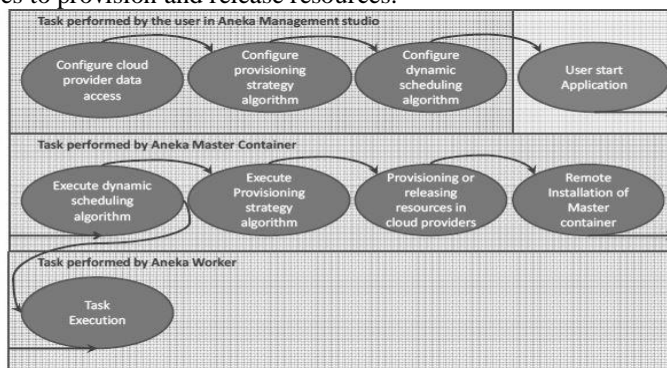 es to provision and release resources.
Task performed by the user in Aneka Management studio
Configure cloud
provider data
access
Configure
provisioning
strategy
algorithm
Configure
dynamic
scheduling
algorithm
User start
Application
Task performed by Aneka Master Container
Execute dynamic
scheduling
algorithm
Execute
Provisioning
strategy
algorithm
Provisioning or
releasing
resources in
cloud providers
Remote
Installation of
Master
container
Task performed by Aneka Worker
Task
Execution